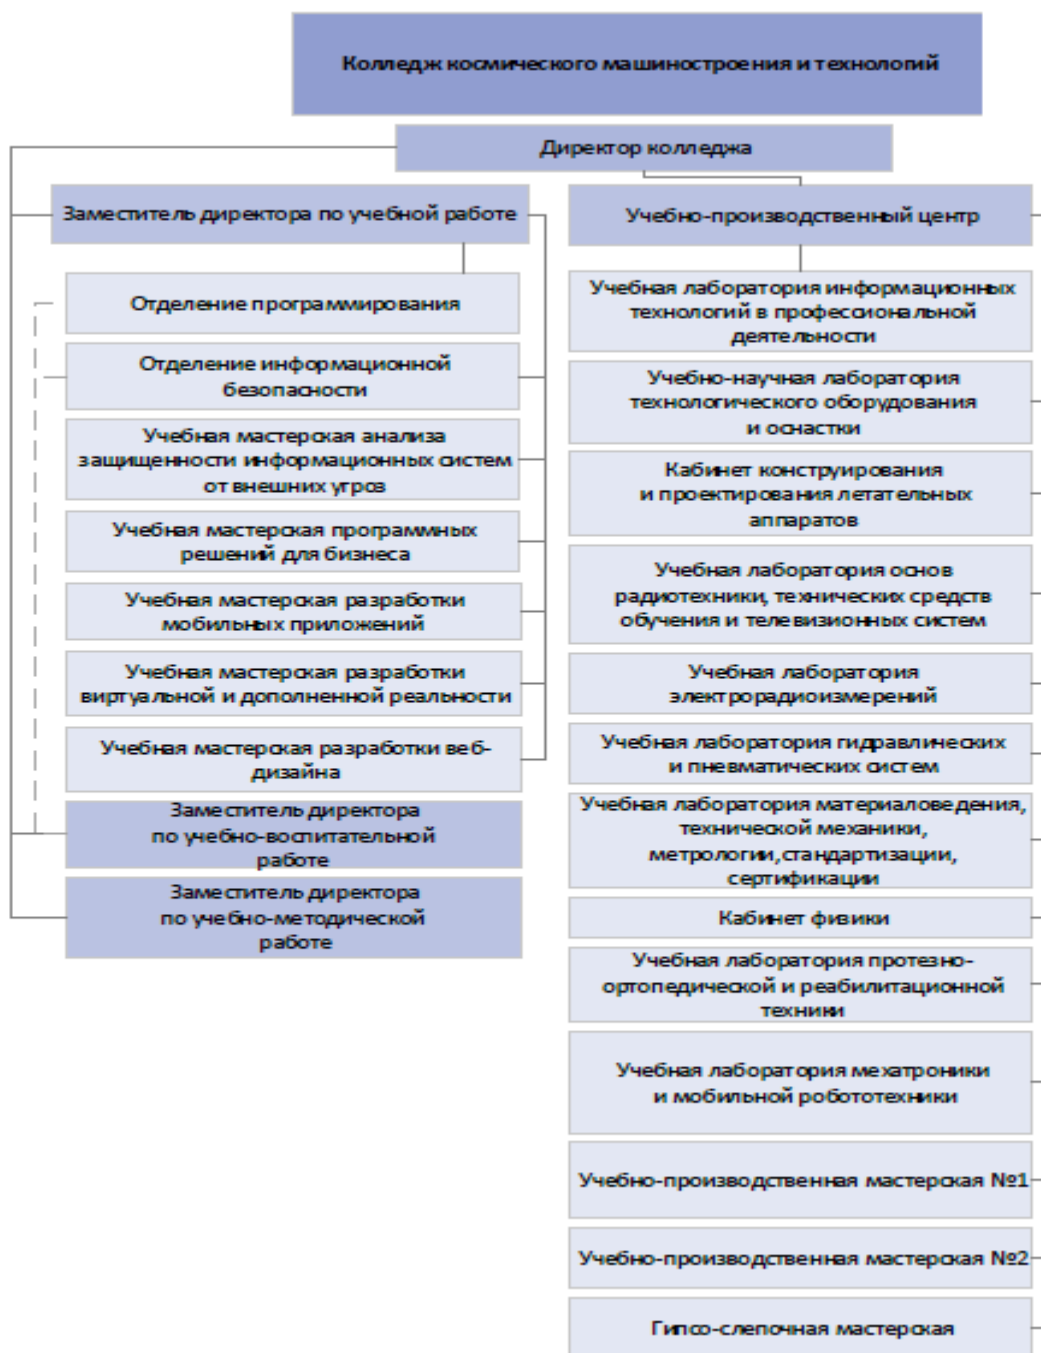 Колледж космического машиностроения и технологий
Директор колледжа
Заместитель директора по учебной работе
Отделение программирования
Отделение информационной
безопасности
Учебная мастерская анализа
защищенности информационных систем
от внешних угроз
Учебная мастерская программных
решений для бизнеса
Учебная мастерская разработки
мобильных приложений
Учебная мастерская разработки
виртуальной и дополненной реальности
Учебная мастерская разработки веб-
дизайна
Заместитель директора
по учебно-воспитательной
работе
Заместитель директора
по учебно-методической
работе
Учебно-производственный центр
Учебная лаборатория информационных
технологий в профессиональной
деятельности
Учебно-научная лаборатория
технологического оборудования
и оснастки
Кабинет конструирования
и проектирования летательных
аппаратов
Учебная лаборатория основ
радиотехники, технических средств
обучения и телевизионных систем
Учебная лаборатория
электрорадиоизмерений
Учебная лаборатория гидравлических
и пневматических систем
Учебная лаборатория материаловедения,
технической механики,
метрологии,стандартизации,
сертификации
Кабинет физики
Учебная лаборатория протезно-
ортопедической и реабилитационной
техники
Учебная лаборатория мехатроники
и мобильной робототехники
Учебно-производственная мастерская №1
Учебно-производственная мастерская №2
Гипсо-слепочная мастерская